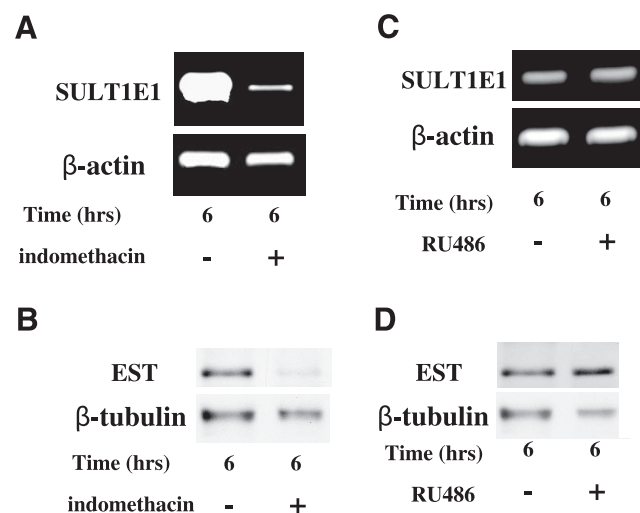 A
SULT1E1
β-actin
Time (hrs) 6 6
indomethacin - +
B
EST
β-tubulin
Time (hrs) 6 6
indomethacin - +
C
SULT1E1
β-actin
Time (hrs) 6 6
RU486 - +
D
EST
β-tubulin
Time (hrs) 6 6
RU486 - +